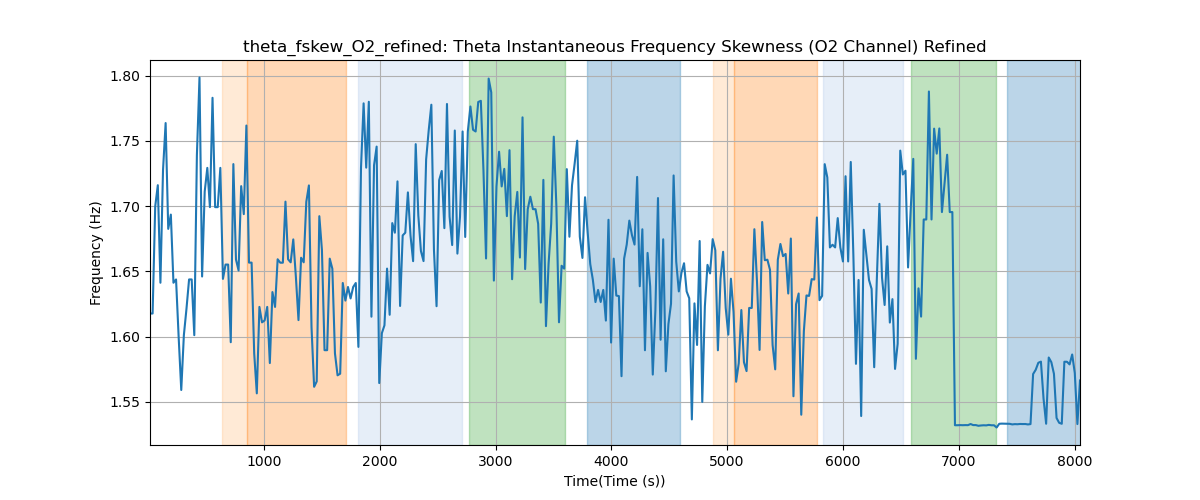 theta_fskew_O2_refined: Theta Instantaneous Frequency Skewness (O2 Channel) Refined
1.80
1.75
1.70
1.65
1.60
1.55
Frequency (Hz)
1000 2000 3000 4000 5000 6000 7000 8000
Time(Time (s))